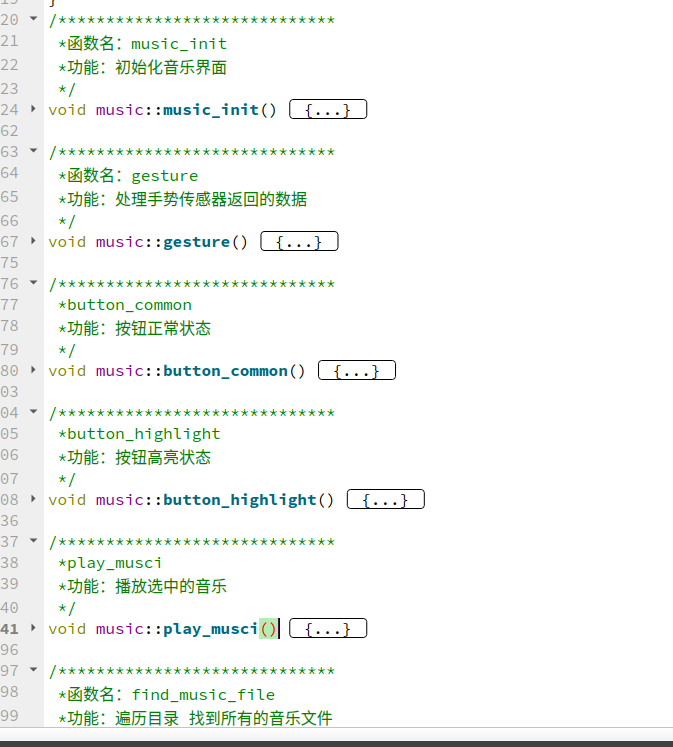 19 }
20 /*****************************
21 *函数名：music_init
22 *功能：初始化音乐界面
23 */
24 void music::music_init() {...}
62
63 /*****************************
64 *函数名：gesture
65 *功能：处理手势传感器返回的数据
66 */
67 void music::gesture() {...}
75
76 /*****************************
77 *button_common
78 *功能：按钮正常状态
79 */
80 void music::button_common() {...}
03
04 /*****************************
05 *button_highlight
06 *功能：按钮高亮状态
07 */
08 void music::button_highlight() {...}
36
37 /*****************************
38 *play_musci
39 *功能：播放选中的音乐
40 */
41 void music::play_musci() {...}
96
97 /*****************************
98 *函数名：find_music_file
99 *功能：遍历目录 找到所有的音乐文件